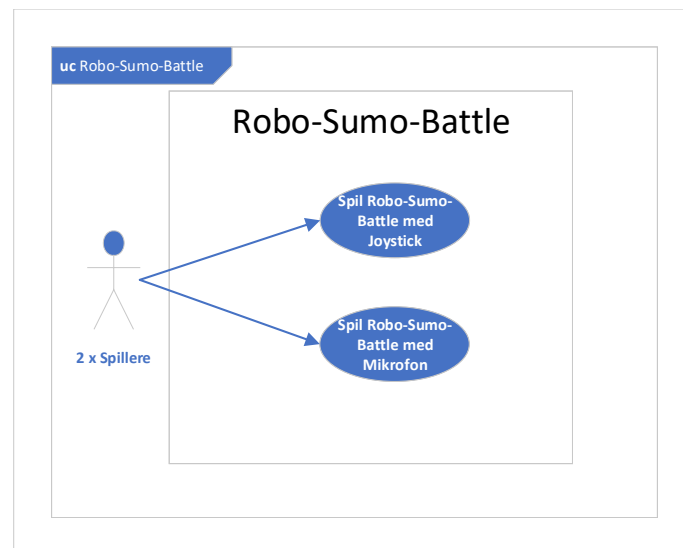 uc Robo-Sumo-Battle
Robo-Sumo-Battle
Spil Robo-Sumo-
Battle med
Joystick
Spil Robo-Sumo-
Battle med
Mikrofon
2 x Spillere